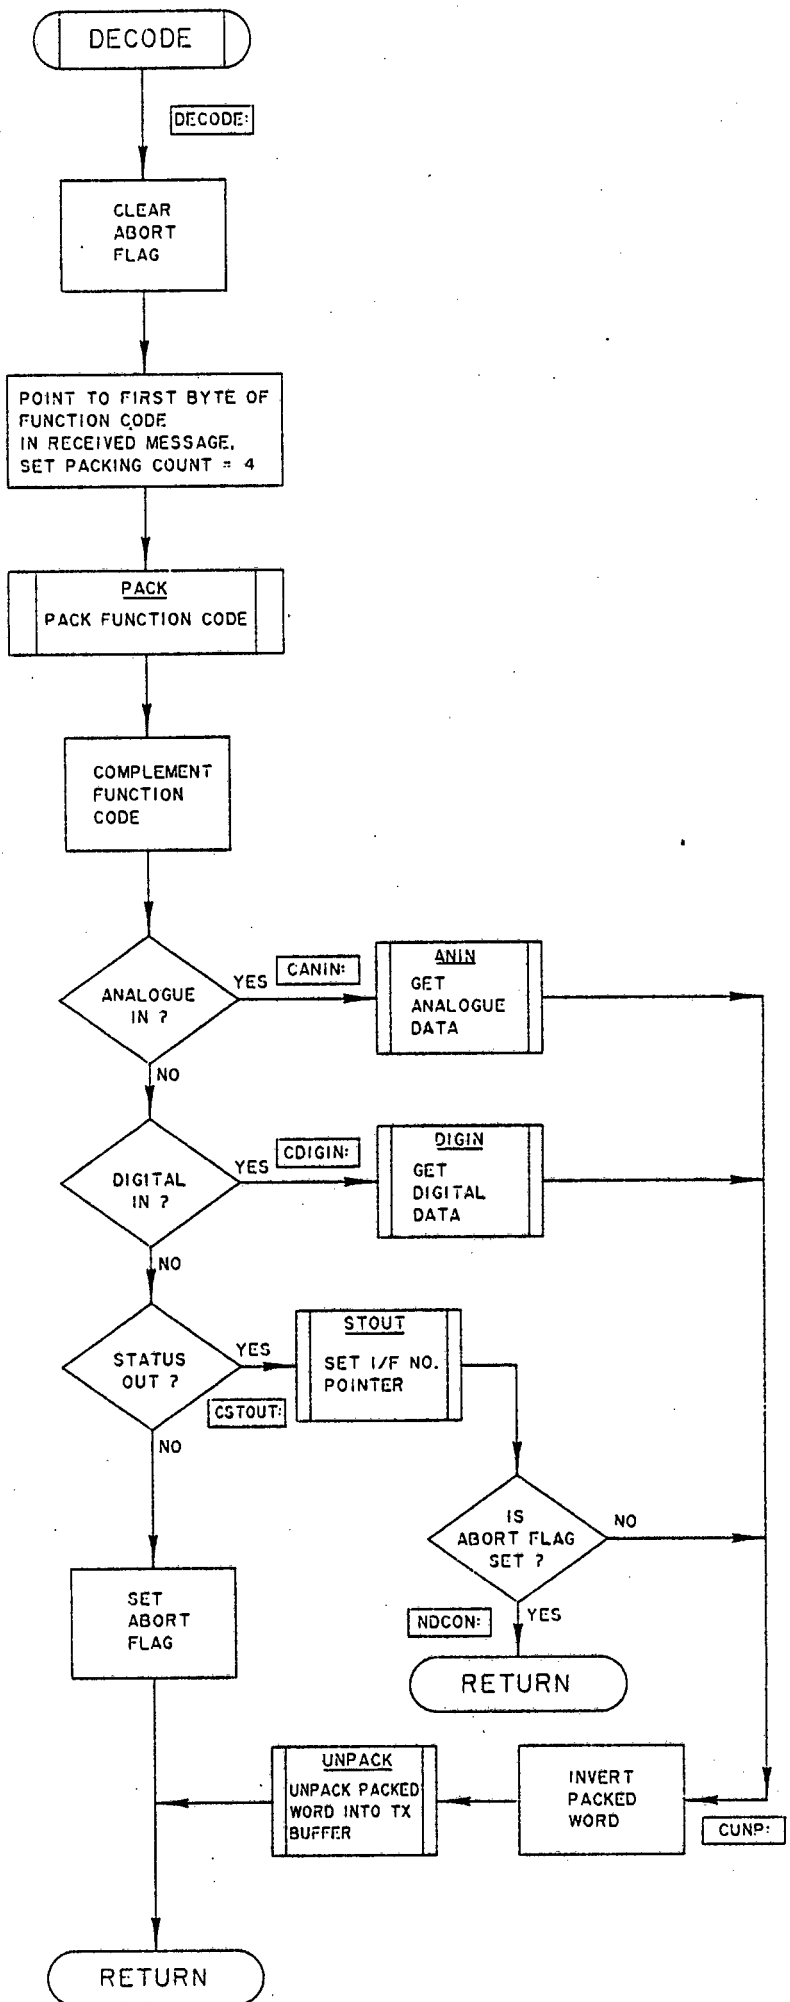 DECODE
DECODE:
CLEAR
ABORT
FLAG
POINT TO FIRST BYTE OF
FUNCTION CODE
IN RECEIVED MESSAGE,
SET PACKING COUNT = 4
PACK
PACK FUNCTION CODE
COMPLEMENT
FUNCTION
CODE
ANALOGUE
IN ?
YES
CANIN:
ANIN
GET
ANALOGUE
DATA
NO
DIGITAL
IN ?
YES
CDIGIN:
DIGIN
GET
DIGITAL
DATA
NO
STATUS
OUT ?
YES
CSTOUT:
STOUT
SET I/F NO.
POINTER
NO
IS
ABORT FLAG
SET ?
NO
YES
NDCON:
RETURN
SET
ABORT
FLAG
UNPACK
UNPACK PACKED
WORD INTO TX
BUFFER
INVERT
PACKED
WORD
CUNP:
RETURN